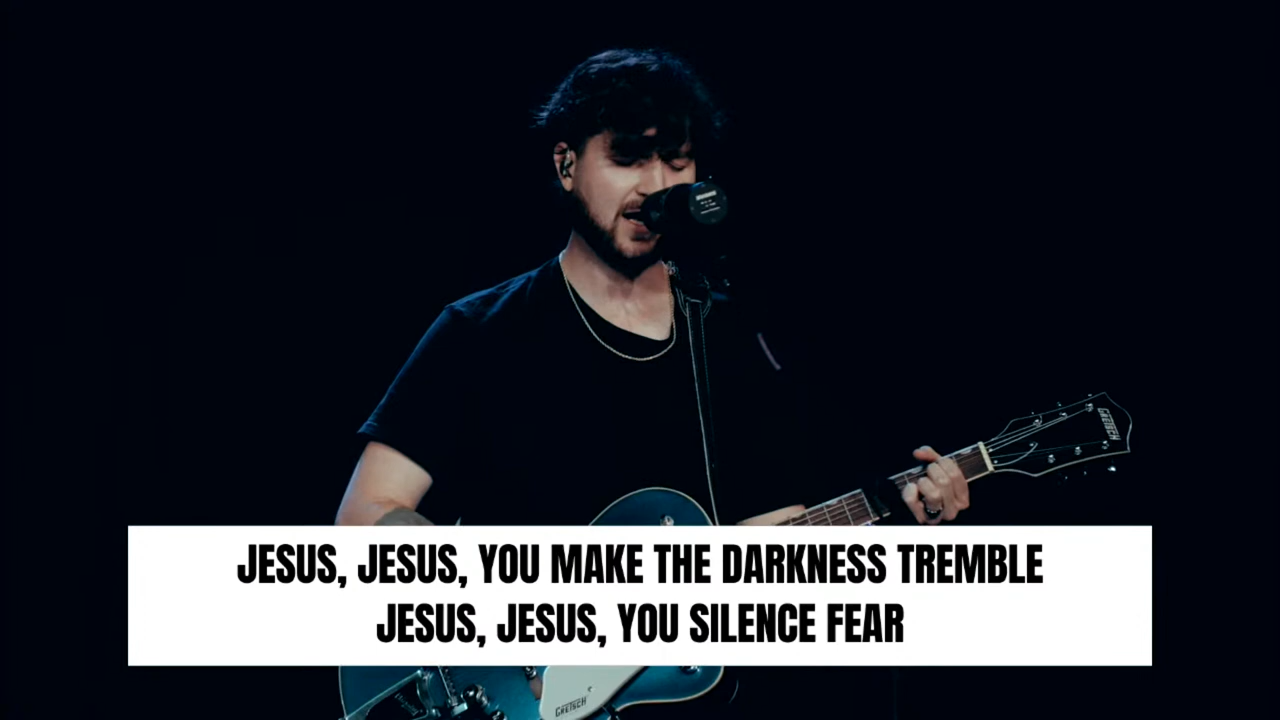 GRETSCH
JESUS, JESUS, YOU MAKE THE DARKNESS TREMBLE
JESUS, JESUS, YOU SILENCE FEAR
GRETSCH